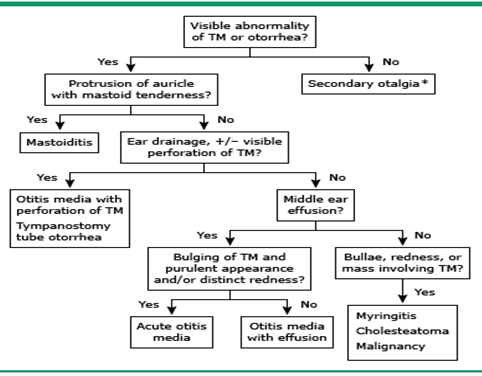 Visible abnormality
of TM or otorrhea?
Yes
No
Protrusion of auricle
with mastoid tenderness?
Secondary otalgia*
Yes
No
Mastoiditis
Ear drainage, +/− visible
perforation of TM?
Yes
No
Otitis media with
perforation of TM
Tympanostomy
tube otorrhea
Middle ear
effusion?
Yes
No
Bulging of TM and
purulent appearance
and/or distinct redness?
Bullae, redness, or
mass involving TM?
Yes
No
Yes
Acute otitis
media
Otitis media
with effusion
Myringitis
Cholesteatoma
Malignancy